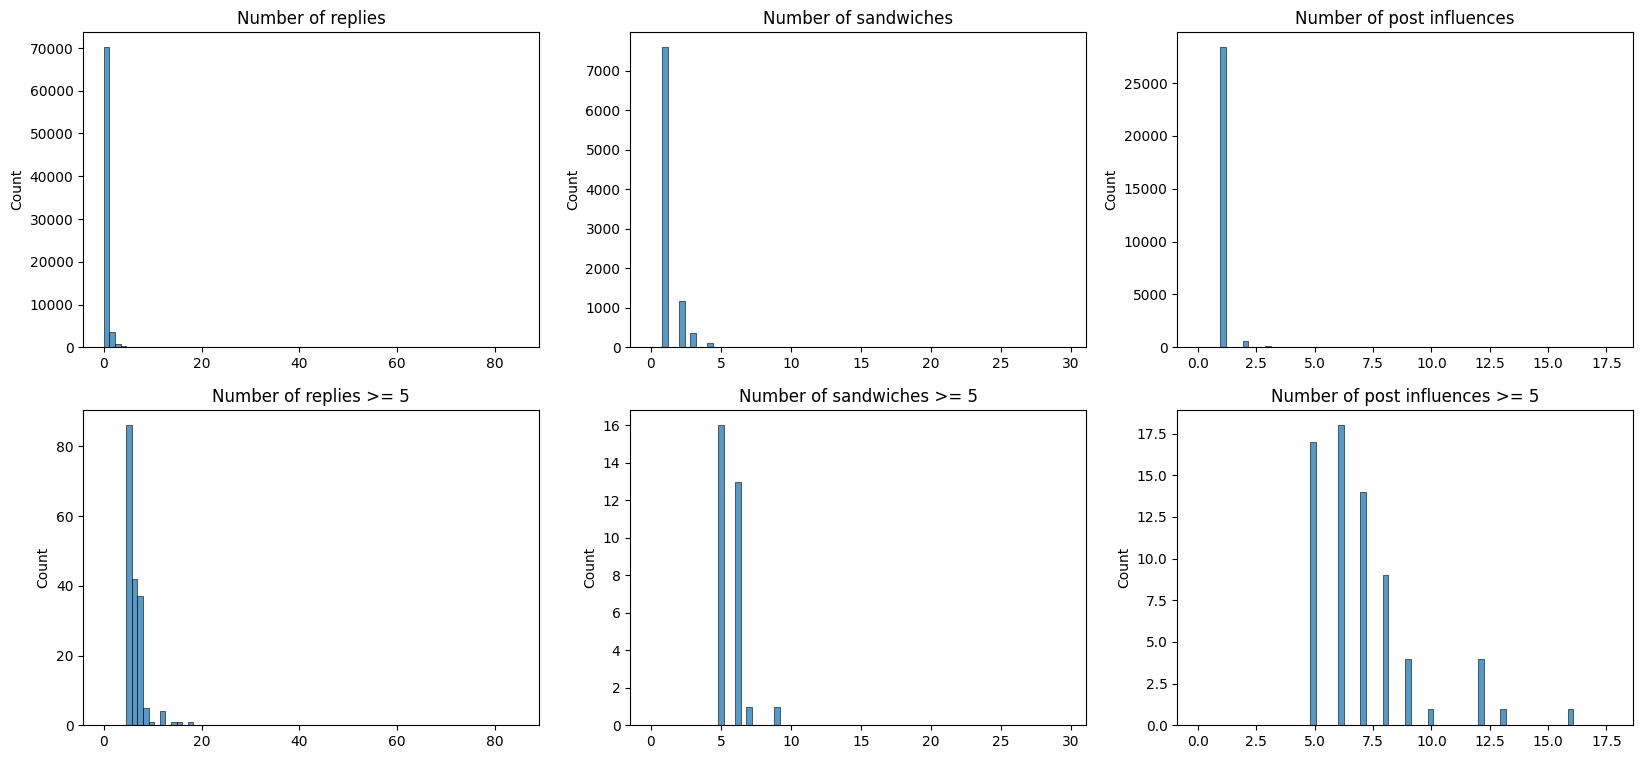 Number of replies
Count
70000
60000
50000
40000
30000
20000
10000
0
0 20 40 60 80
Number of sandwiches
Count
7000
6000
5000
4000
3000
2000
1000
0
0 5 10 15 20 25 30
Number of post influences
Count
25000
20000
15000
10000
5000
0
0.0 2.5 5.0 7.5 10.0 12.5 15.0 17.5
Number of replies >= 5
Count
80
60
40
20
0
0 20 40 60 80
Number of sandwiches >= 5
Count
16
14
12
10
8
6
4
2
0
0 5 10 15 20 25 30
Number of post influences >= 5
Count
17.5
15.0
12.5
10.0
7.5
5.0
2.5
0.0
0.0 2.5 5.0 7.5 10.0 12.5 15.0 17.5